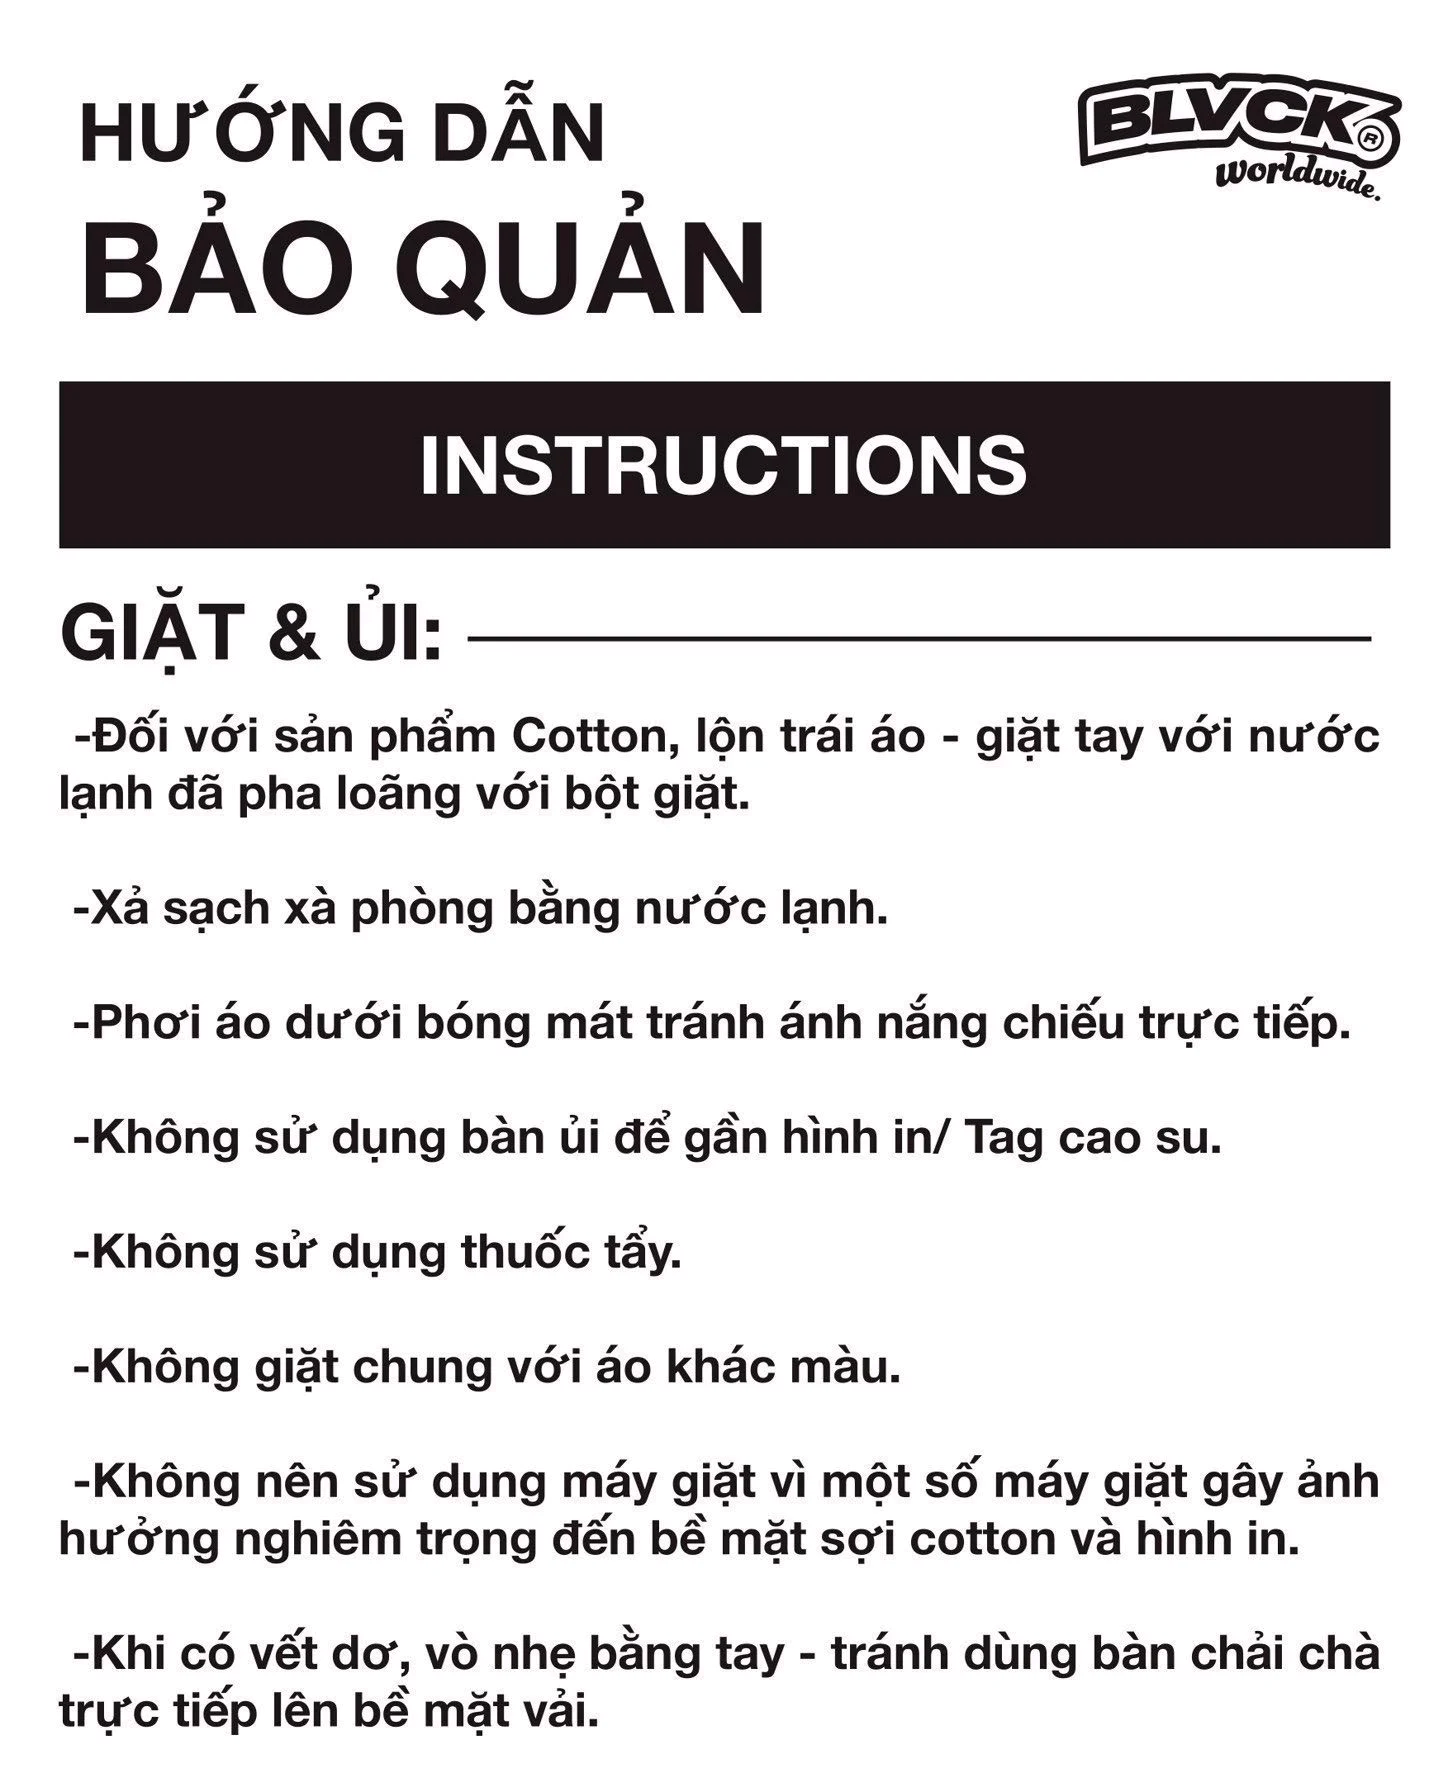 HƯỚNG DẪN
BẢO QUẢN
BLVCK ®
worldwide.
INSTRUCTIONS
GIẶT & ỦI:
-Đối với sản phẩm Cotton, lộn trái áo - giặt tay với nước
lạnh đã pha loãng với bột giặt.
-Xả sạch xà phòng bằng nước lạnh.
-Phơi áo dưới bóng mát tránh ánh nắng chiếu trực tiếp.
-Không sử dụng bàn ủi để gần hình in/ Tag cao su.
-Không sử dụng thuốc tẩy.
-Không giặt chung với áo khác màu.
-Không nên sử dụng máy giặt vì một số máy giặt gây ảnh
hưởng nghiêm trọng đến bề mặt sợi cotton và hình in.
-Khi có vết dơ, vò nhẹ bằng tay - tránh dùng bàn chải chà
trực tiếp lên bề mặt vải.